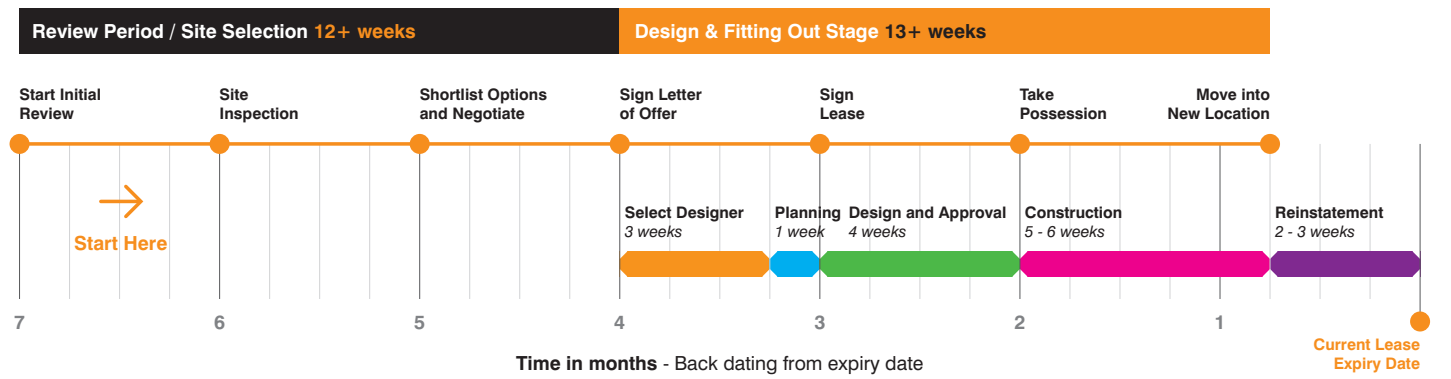 Review Period / Site Selection 12+ weeks
Design & Fitting Out Stage 13+ weeks
Start Initial
Review
Site
Inspection
Shortlist Options
and Negotiate
Sign Letter
of Offer
Sign
Lease
Take
Possession
Move into
New Location
Start Here
Select Designer
3 weeks
Planning
1 week
Design and Approval
4 weeks
Construction
5 - 6 weeks
Reinstatement
2 - 3 weeks
7
6
5
4
3
2
1
Current Lease
Expiry Date
Time in months - Back dating from expiry date